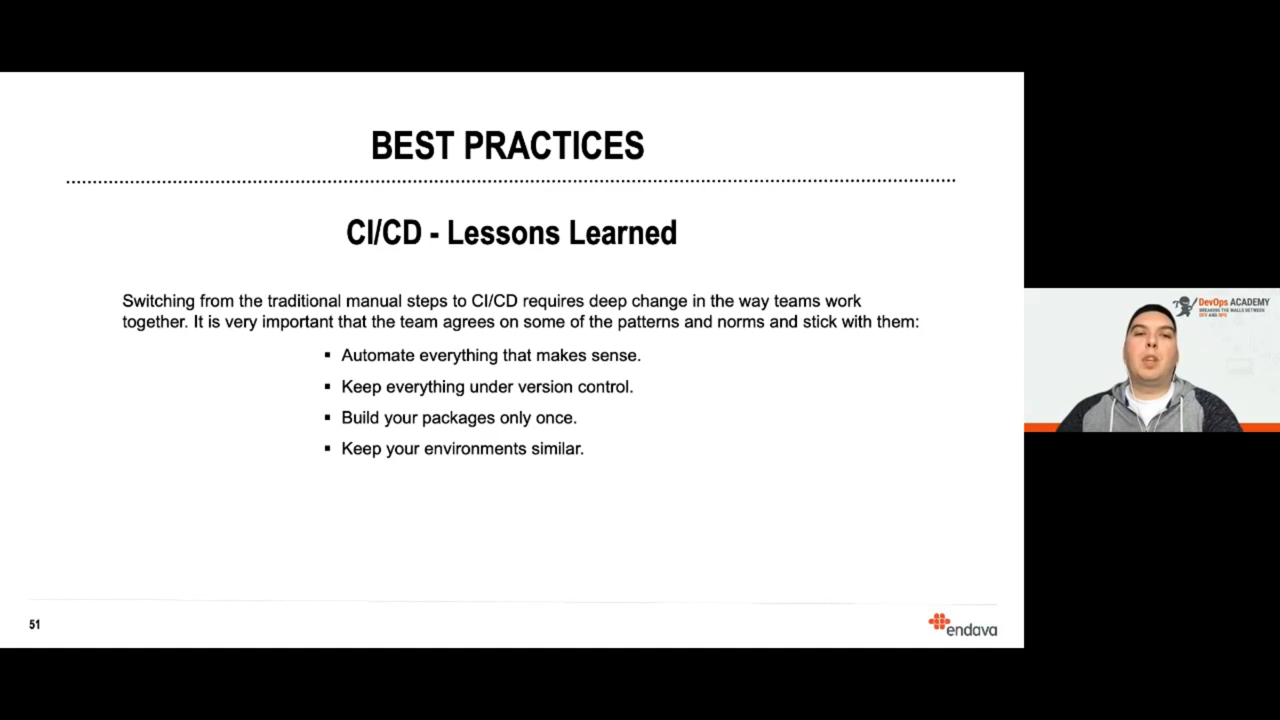 BEST PRACTICES
CI/CD - Lessons Learned
Switching from the traditional manual steps to CI/CD requires deep change in the way teams work
together. It is very important that the team agrees on some of the patterns and norms and stick with them:
▪ Automate everything that makes sense.
▪ Keep everything under version control.
▪ Build your packages only once.
▪ Keep your environments similar.
51
endava
DevOps ACADEMY
BREAKING THE WALLS BETWEEN
DEV AND OPS